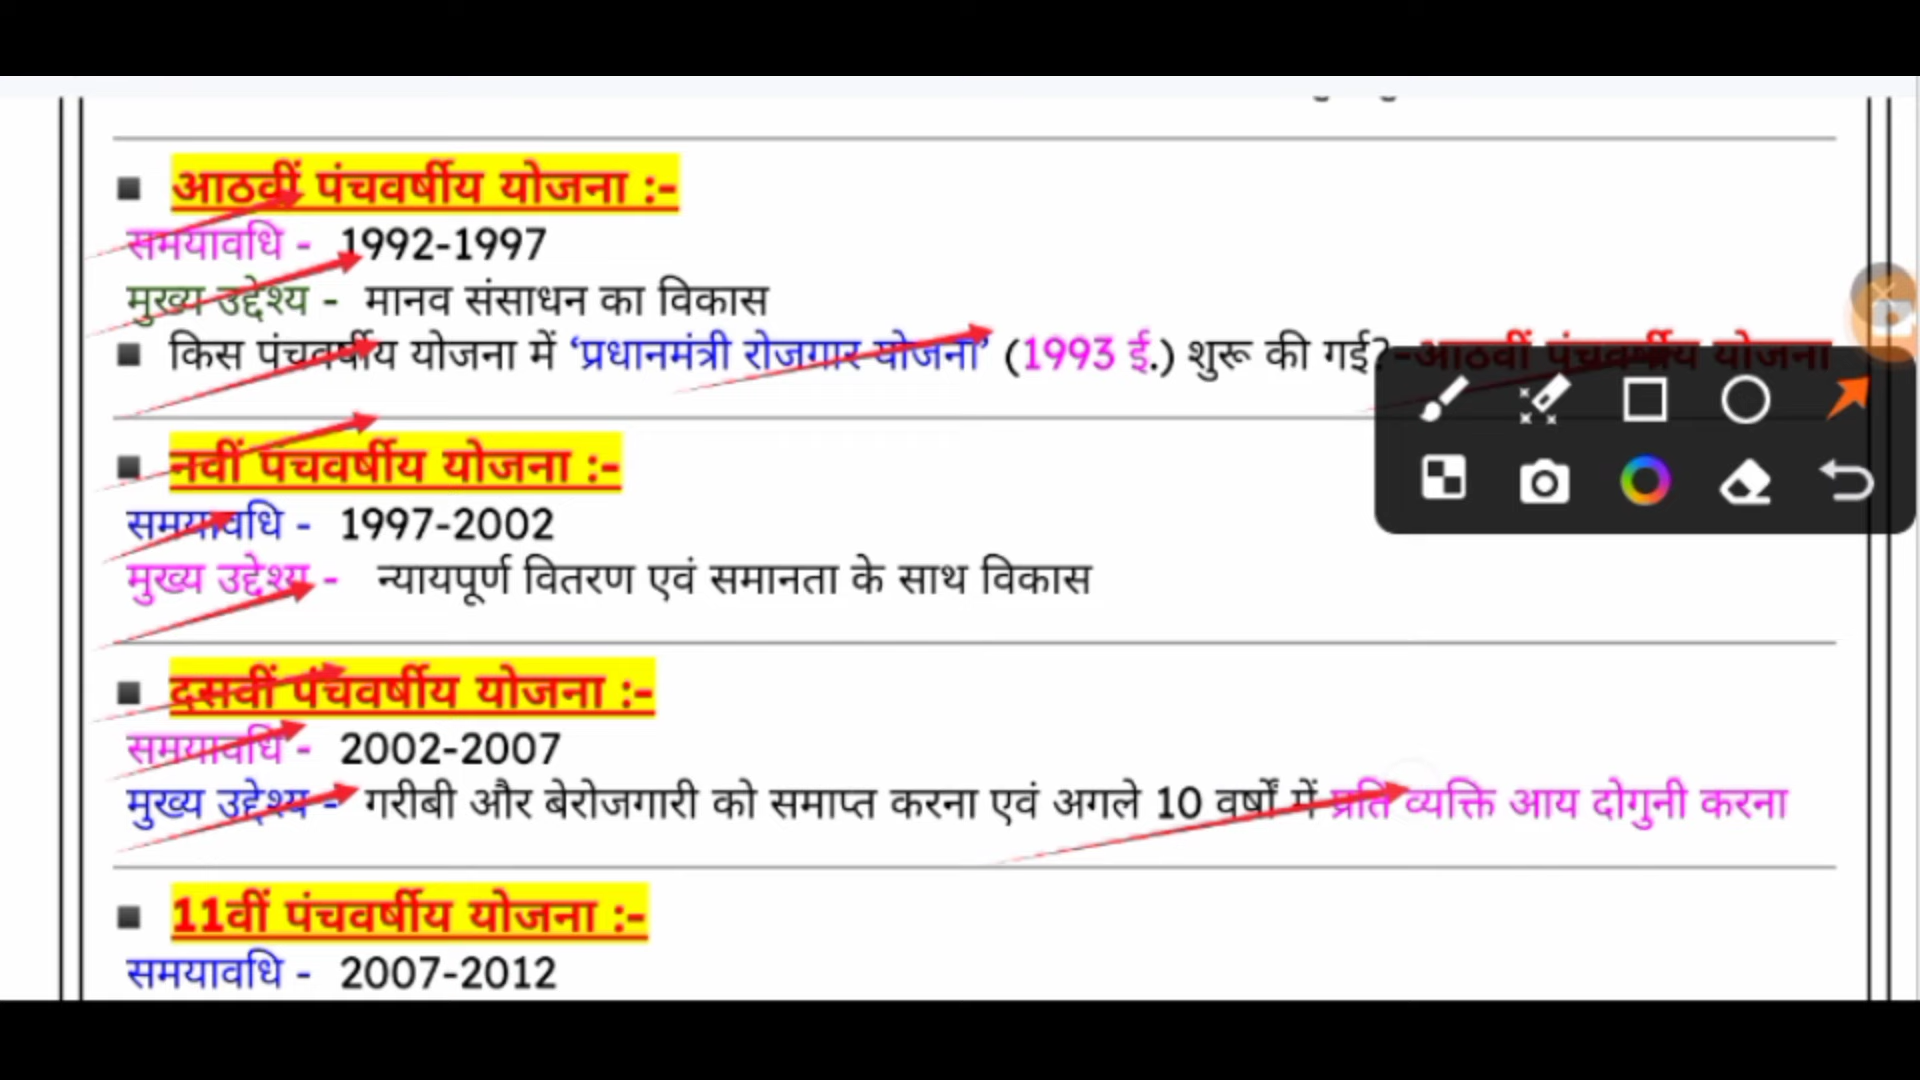 आठवीं पंचवर्षीय योजना :-
समयावधि - 1992-1997
मुख्य उद्देश्य - मानव संसाधन का विकास
किस पंचवर्षीय योजना में ‘प्रधानमंत्री रोजगार योजना’ (1993 ई.) शुरू की गई?-आठवीं पंचवर्षीय योजना
नवीं पंचवर्षीय योजना :-
समयावधि - 1997-2002
मुख्य उद्देश्य - न्यायपूर्ण वितरण एवं समानता के साथ विकास
दसवीं पंचवर्षीय योजना :-
समयावधि - 2002-2007
मुख्य उद्देश्य - गरीबी और बेरोजगारी को समाप्त करना एवं अगले 10 वर्षों में प्रति व्यक्ति आय दोगुनी करना
11वीं पंचवर्षीय योजना :-
समयावधि - 2007-2012